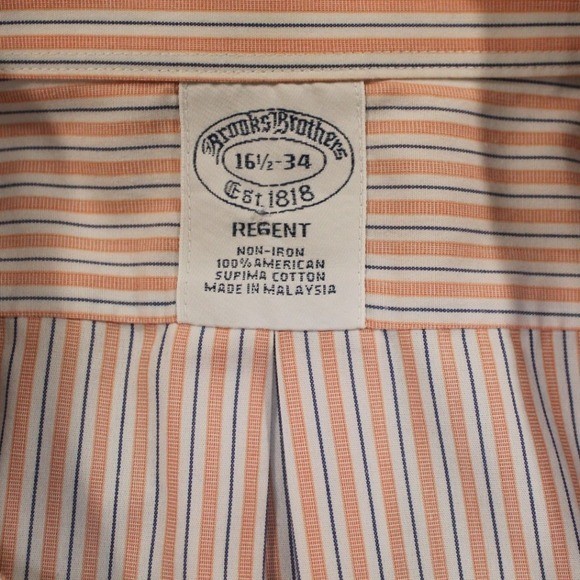 Brooks Brothers
16½-34
Est. 1818
REGENT
NON-IRON
100% AMERICAN
SUPIMA COTTON
MADE IN MALAYSIA